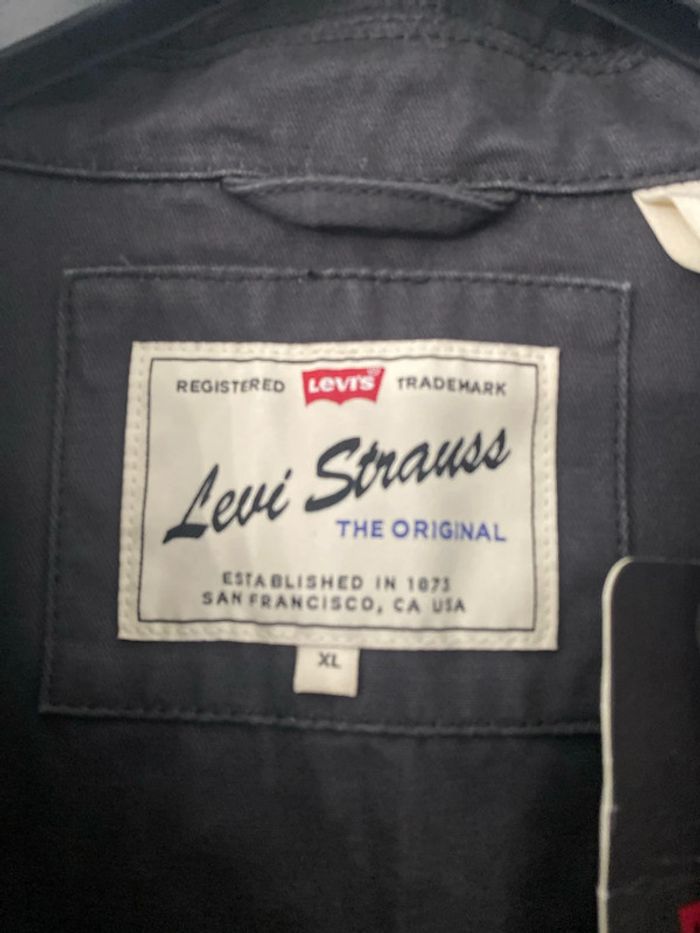 REGISTERED LEVI'S TRADEMARK
Levi Strauss
THE ORIGINAL
ESTABLISHED IN 1873
SAN FRANCISCO, CA USA
XL